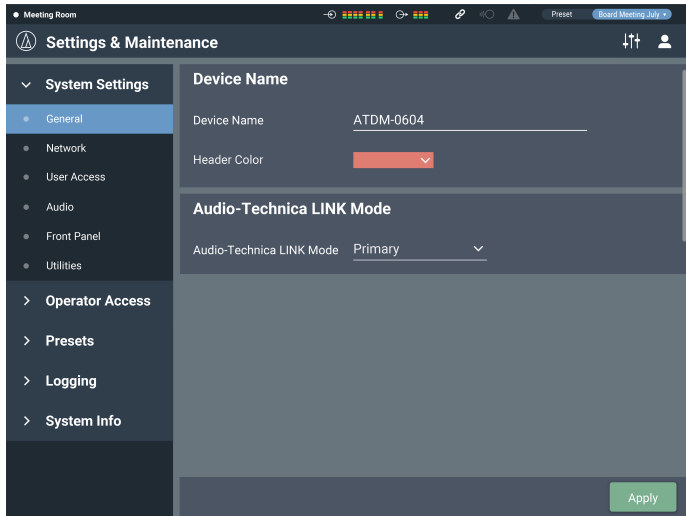 Meeting Room
Preset Board Meeting July
Settings & Maintenance
System Settings
General
Network
User Access
Audio
Front Panel
Utilities
Operator Access
Presets
Logging
System Info
Device Name
Device Name ATDM-0604
Header Color
Audio-Technica LINK Mode
Audio-Technica LINK Mode Primary
Apply